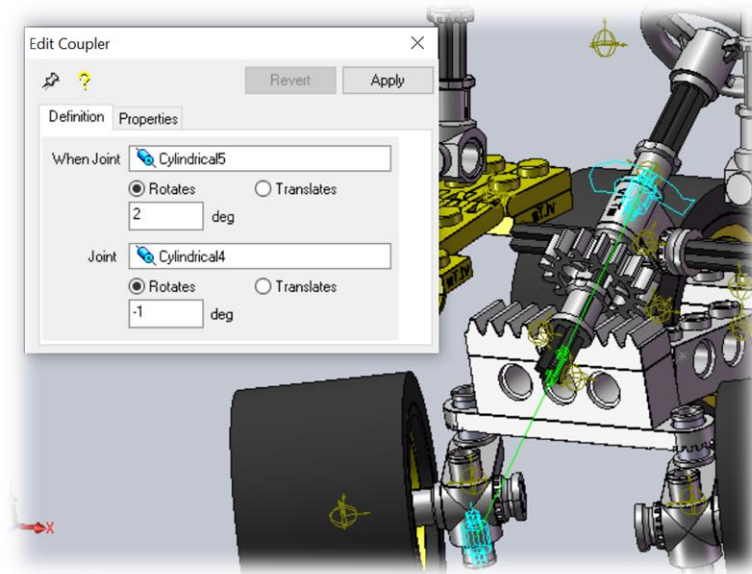 Edit Coupler
Revert Apply
Definition Properties
When Joint Cylindrical5
Rotates Translates
2 deg
Joint Cylindrical4
Rotates Translates
-1 deg
X